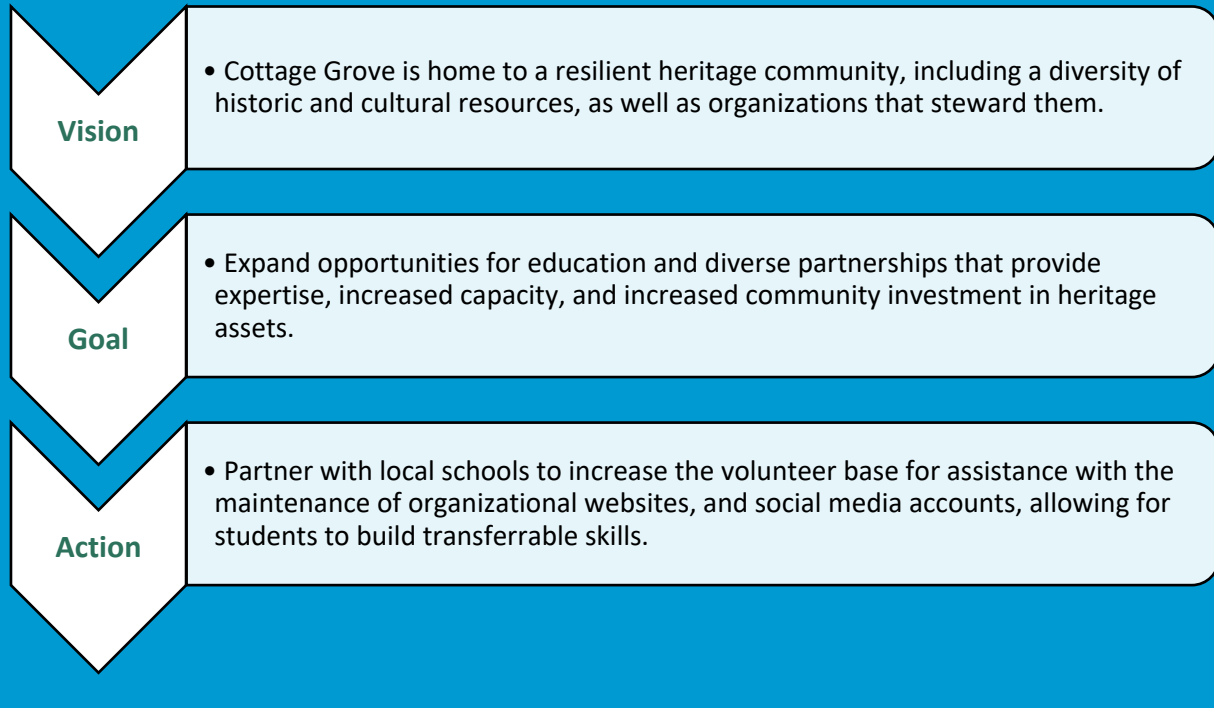 Vision
• Cottage Grove is home to a resilient heritage community, including a diversity of
historic and cultural resources, as well as organizations that steward them.
Goal
• Expand opportunities for education and diverse partnerships that provide
expertise, increased capacity, and increased community investment in heritage
assets.
Action
• Partner with local schools to increase the volunteer base for assistance with the
maintenance of organizational websites, and social media accounts, allowing for
students to build transferrable skills.